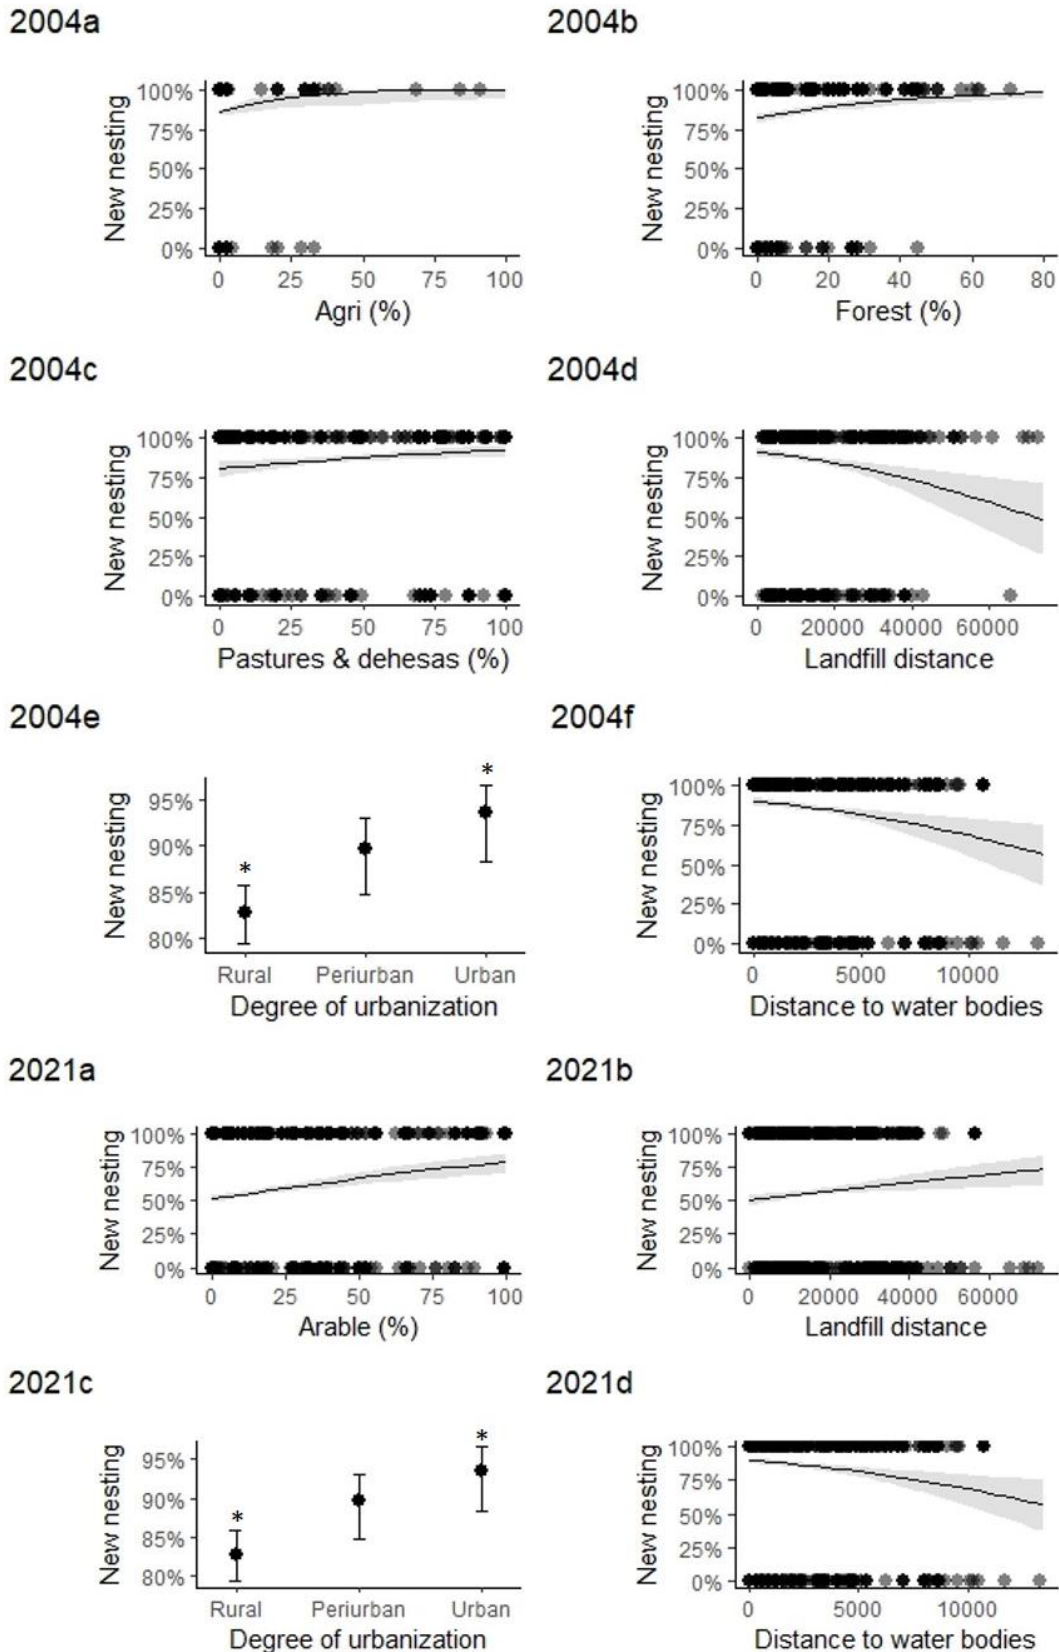 2004a
2004b
New nesting
100%
75%
50%
25%
0%
0 25 50 75 100
Agri (%)
New nesting
100%
75%
50%
25%
0%
0 20 40 60 80
Forest (%)
2004c
2004d
New nesting
100%
75%
50%
25%
0%
0 25 50 75 100
Pastures & dehesas (%)
New nesting
100%
75%
50%
25%
0%
0 20000 40000 60000
Landfill distance
2004e
2004f
New nesting
95%
90%
85%
80%
*
*
Rural Periurban Urban
Degree of urbanization
New nesting
100%
75%
50%
25%
0%
0 5000 10000
Distance to water bodies
2021a
2021b
New nesting
100%
75%
50%
25%
0%
0 25 50 75 100
Arable (%)
New nesting
100%
75%
50%
25%
0%
0 20000 40000 60000
Landfill distance
2021c
2021d
New nesting
95%
90%
85%
80%
*
*
Rural Periurban Urban
Degree of urbanization
New nesting
100%
75%
50%
25%
0%
0 5000 10000
Distance to water bodies